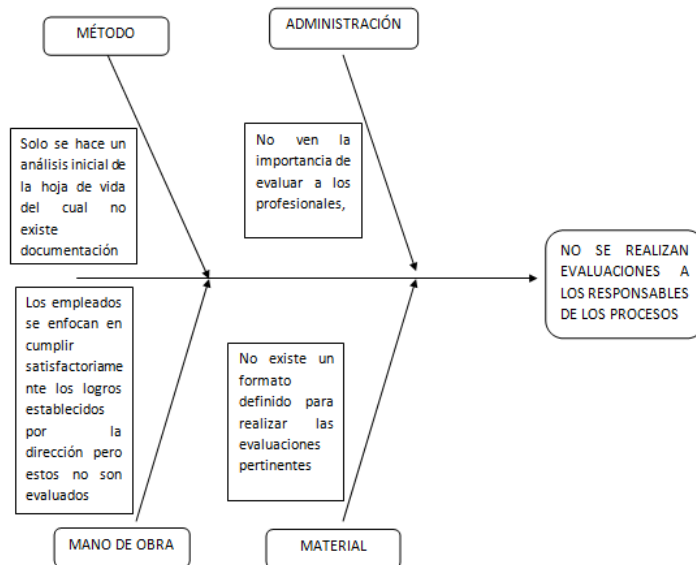 MÉTODO
ADMINISTRACIÓN
Solo se hace un
análisis inicial de
la hoja de vida
del cual no
existe
documentación
No ven la
importancia de
evaluar a los
profesionales,
NO SE REALIZAN
EVALUACIONES A
LOS RESPONSABLES
DE LOS PROCESOS
Los empleados
se enfocan en
cumplir
satisfactoriame
nte los logros
establecidos
por la
dirección pero
estos no son
evaluados
No existe un
formato
definido para
realizar las
evaluaciones
pertinentes
MANO DE OBRA
MATERIAL